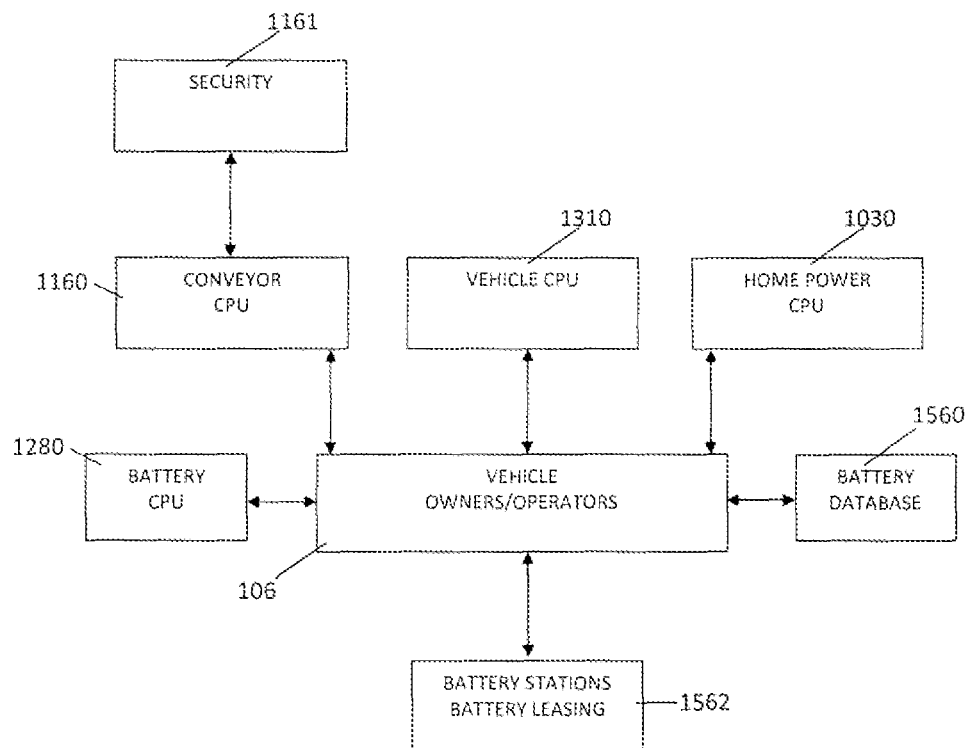 1161
SECURITY
1310
1030
1160
CONVEYOR
CPU
VEHICLE CPU
HOME POWER
CPU
1280
1560
BATTERY
CPU
VEHICLE
OWNERS/OPERATORS
BATTERY
DATABASE
106
BATTERY STATIONS
BATTERY LEASING
1562